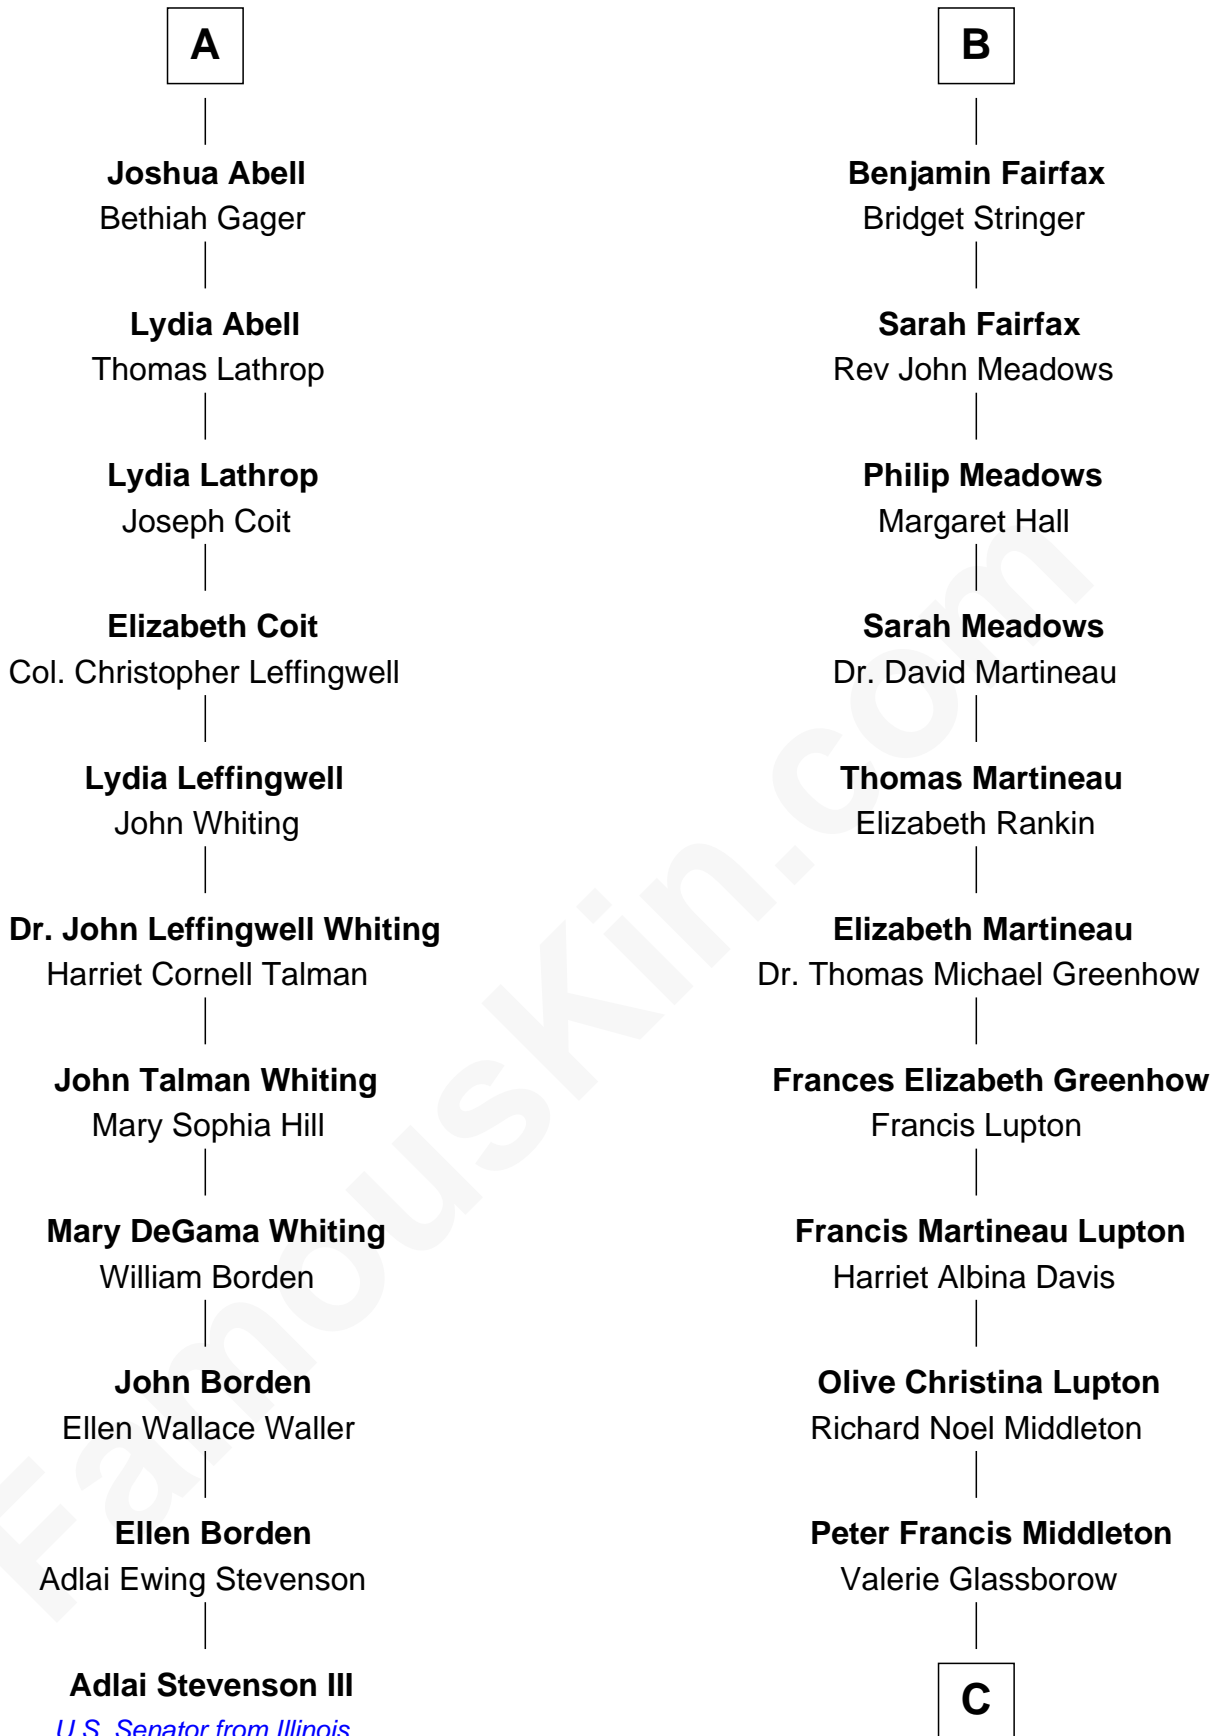 A
Joshua Abell
Bethiah Gager
Lydia Abell
Thomas Lathrop
Lydia Lathrop
Joseph Coit
Elizabeth Coit
Col. Christopher Leffingwell
Lydia Leffingwell
John Whiting
Dr. John Leffingwell Whiting
Harriet Cornell Talman
John Talman Whiting
Mary Sophia Hill
Mary DeGama Whiting
William Borden
John Borden
Ellen Wallace Waller
Ellen Borden
Adlai Ewing Stevenson
Adlai Stevenson III
U.S. Senator from Illinois
B
Benjamin Fairfax
Bridget Stringer
Sarah Fairfax
Rev John Meadows
Philip Meadows
Margaret Hall
Sarah Meadows
Dr. David Martineau
Thomas Martineau
Elizabeth Rankin
Elizabeth Martineau
Dr. Thomas Michael Greenhow
Frances Elizabeth Greenhow
Francis Lupton
Francis Martineau Lupton
Harriet Albina Davis
Olive Christina Lupton
Richard Noel Middleton
Peter Francis Middleton
Valerie Glassborow
C
FamousKin.com